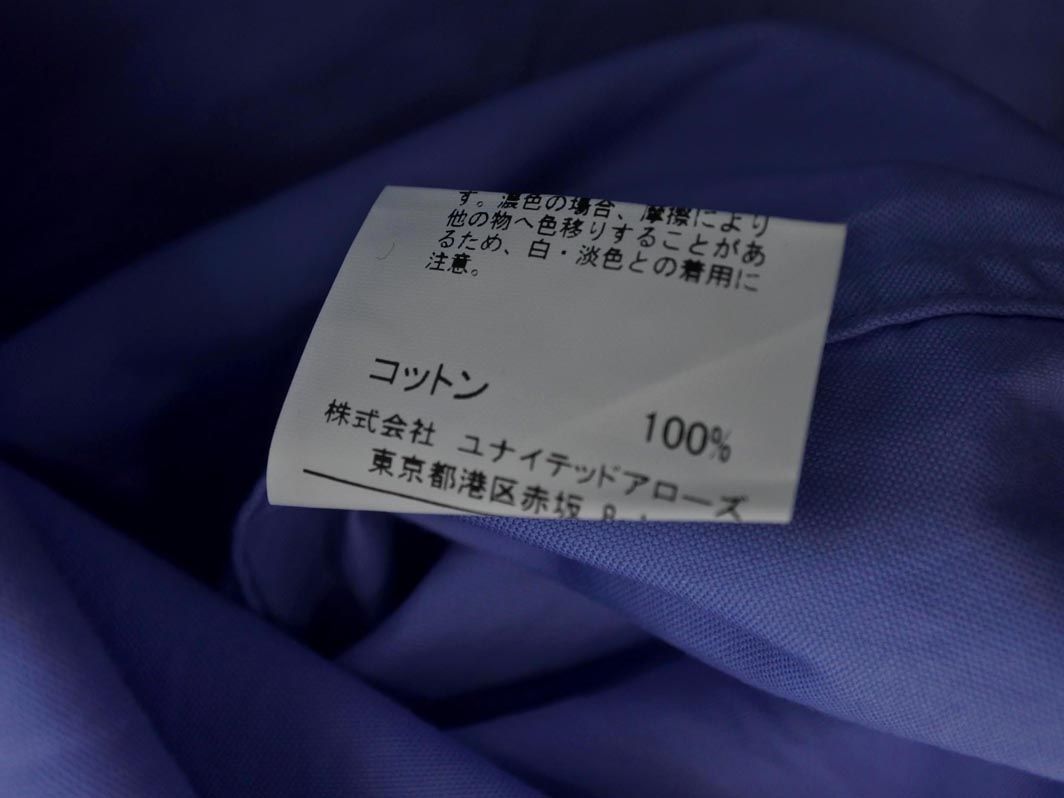 す。濃色の場合、摩擦により
他の物へ色移りすることがあ
るため、白・淡色との着用に
注意。
コットン 100%
株式会社 ユナイテッドアローズ
東京都港区赤坂